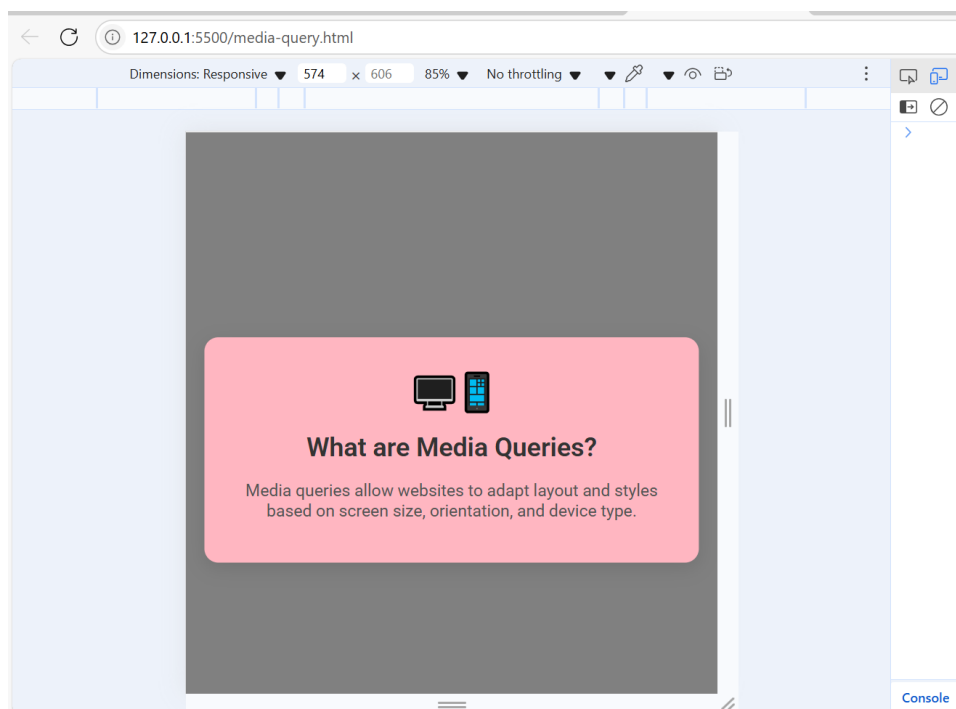 127.0.0.1:5500/media-query.html
Dimensions: Responsive 574 x 606 85% No throttling
What are Media Queries?
Media queries allow websites to adapt layout and styles
based on screen size, orientation, and device type.
Console